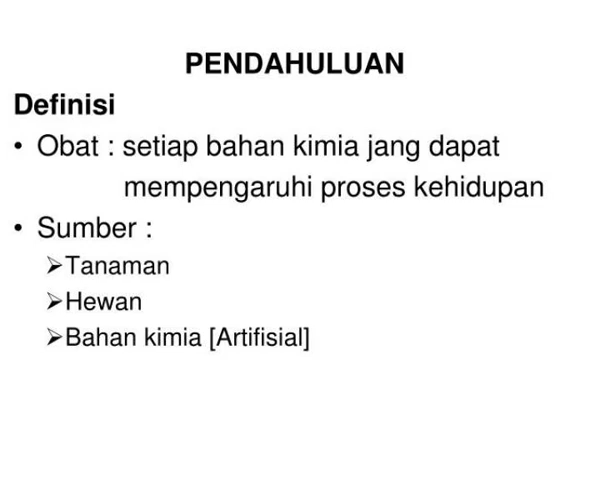 PENDAHULUAN
Definisi
• Obat : setiap bahan kimia jang dapat
mempengaruhi proses kehidupan
• Sumber :
➢Tanaman
➢Hewan
➢Bahan kimia [Artifisial]